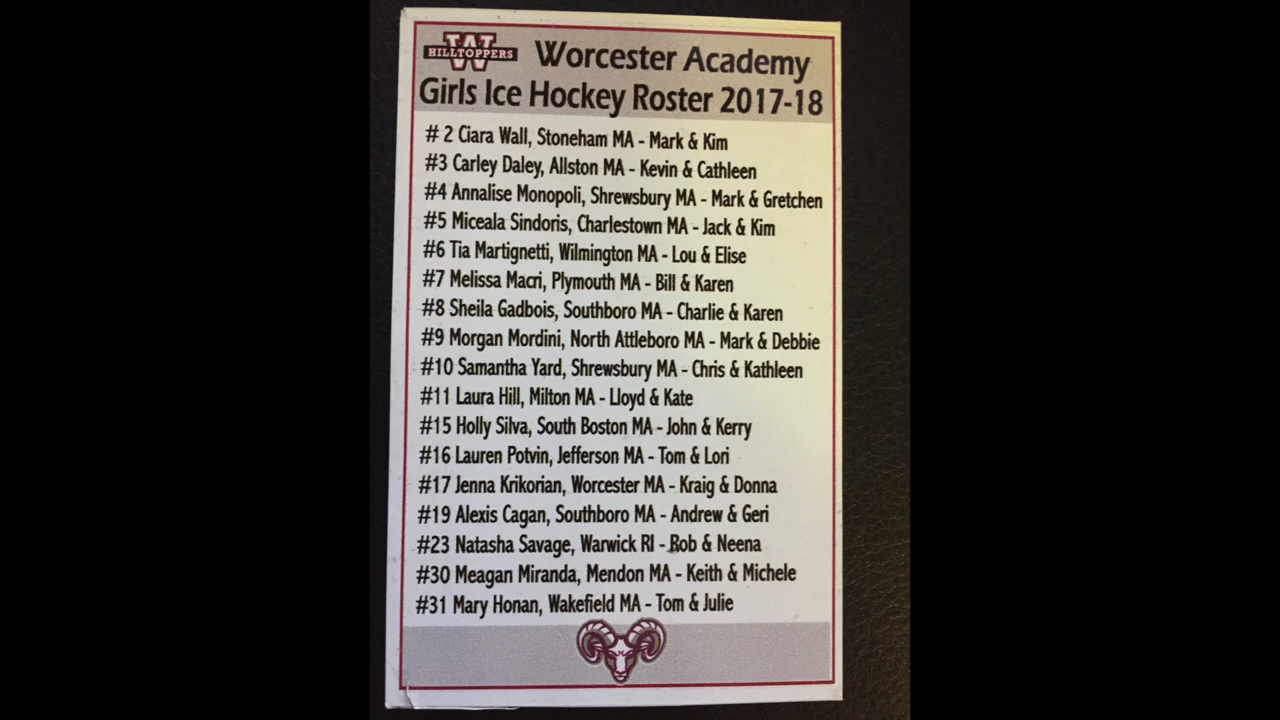 W
HILLTOPPERS
Worcester Academy
Girls Ice Hockey Roster 2017-18
# 2 Ciara Wall, Stoneham MA - Mark & Kim
#3 Carley Daley, Allston MA - Kevin & Cathleen
#4 Annalise Monopoli, Shrewsbury MA - Mark & Gretchen
#5 Miceala Sindoris, Charlestown MA - Jack & Kim
#6 Tia Martignetti, Wilmington MA - Lou & Elise
#7 Melissa Macri, Plymouth MA - Bill & Karen
#8 Sheila Gadbois, Southboro MA - Charlie & Karen
#9 Morgan Mordini, North Attleboro MA - Mark & Debbie
#10 Samantha Yard, Shrewsbury MA - Chris & Kathleen
#11 Laura Hill, Milton MA - Lloyd & Kate
#15 Holly Silva, South Boston MA - John & Kerry
#16 Lauren Potvin, Jefferson MA - Tom & Lori
#17 Jenna Krikorian, Worcester MA - Kraig & Donna
#19 Alexis Cagan, Southboro MA - Andrew & Geri
#23 Natasha Savage, Warwick RI - Bob & Neena
#30 Meagan Miranda, Mendon MA - Keith & Michele
#31 Mary Honan, Wakefield MA - Tom & Julie